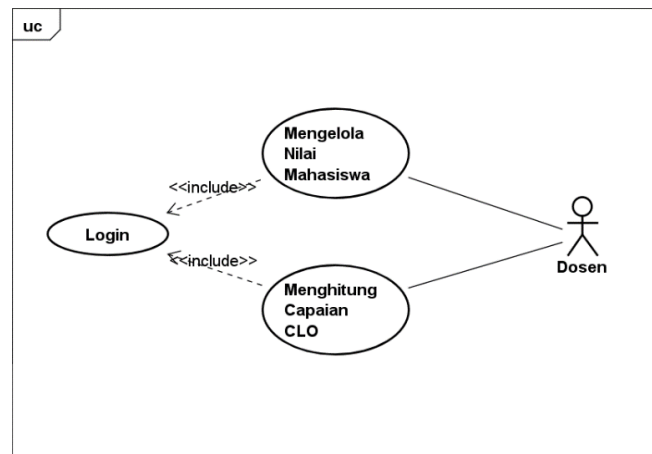 uc
Mengelola
Nilai
Mahasiswa
<<include>>
Login
<<include>>
Menghitung
Capaian
CLO
Dosen